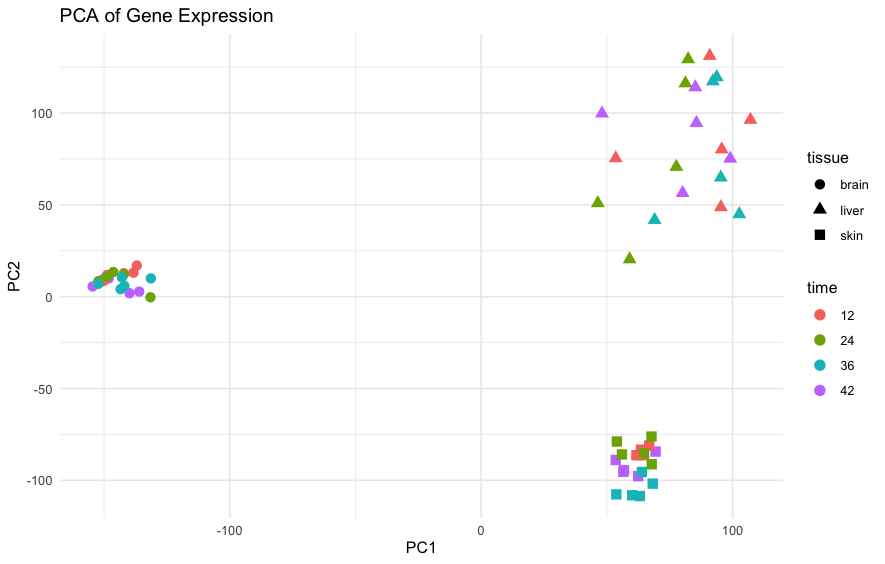 PCA of Gene Expression
100
50
0
-50
-100
PC2
-100
0
100
PC1
tissue
brain
liver
skin
time
12
24
36
42